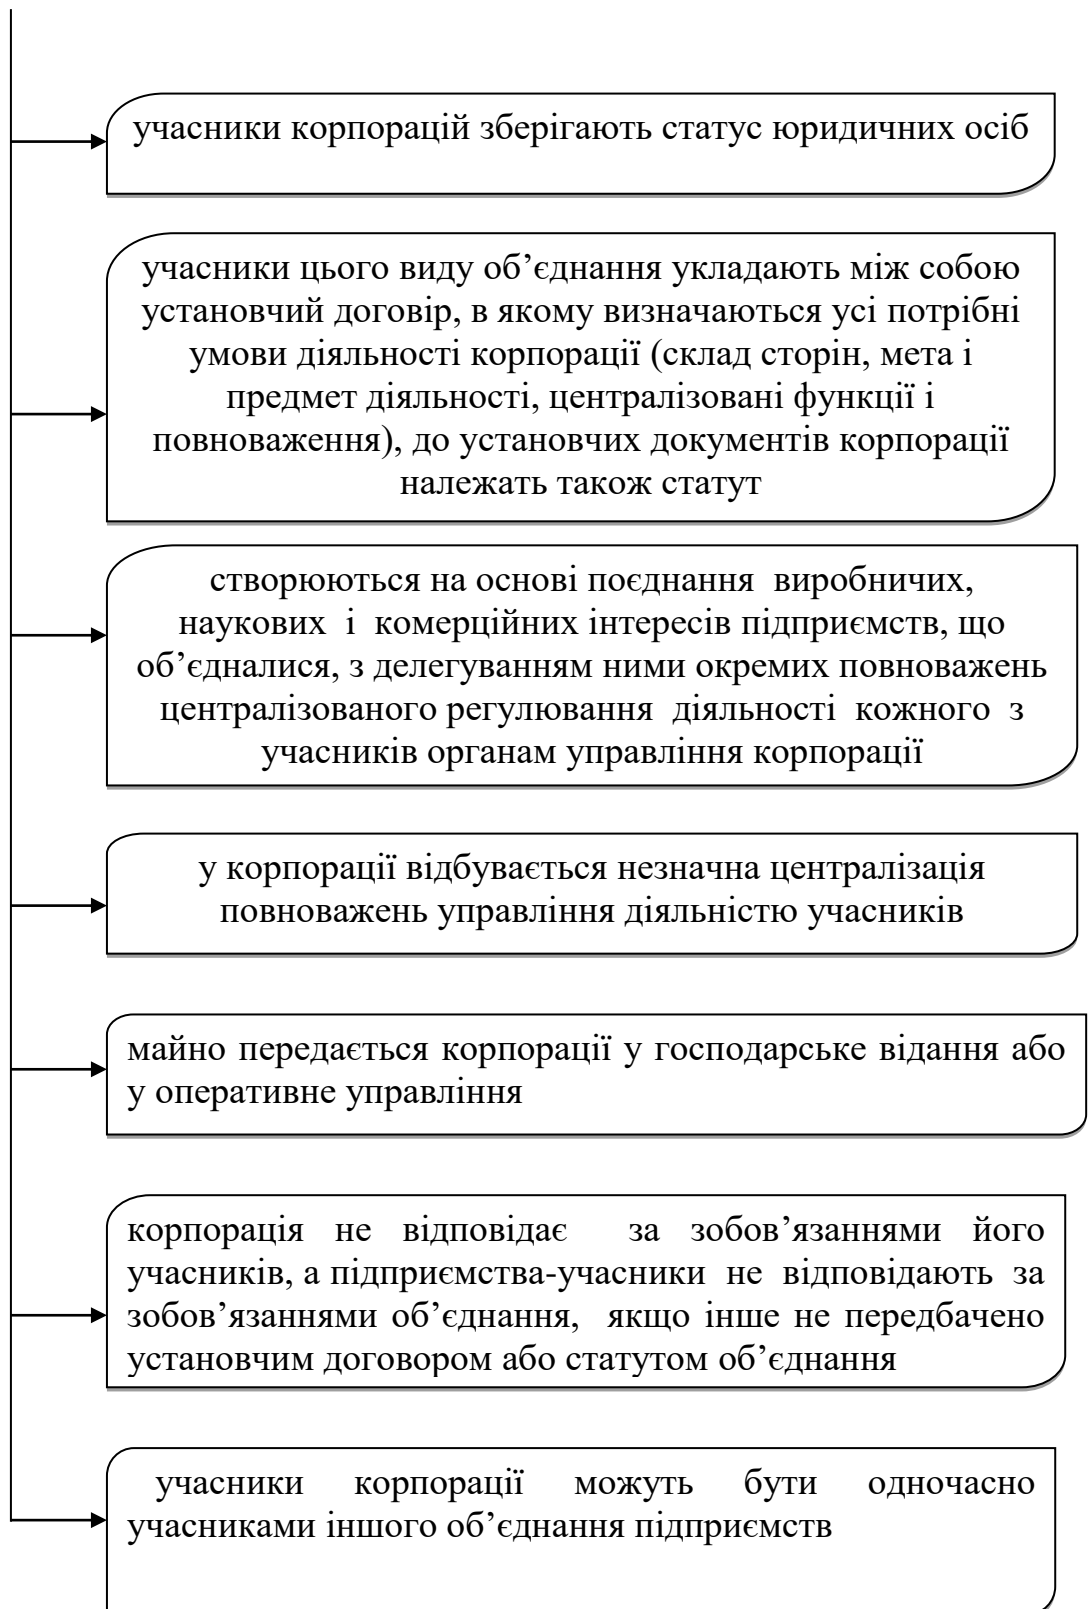 учасники корпорацій зберігають статус юридичних осіб
учасники цього виду об’єднання укладають між собою
установчий договір, в якому визначаються усі потрібні
умови діяльності корпорації (склад сторін, мета і
предмет діяльності, централізовані функції і
повноваження), до установчих документів корпорації
належать також статут
створюються на основі поєднання виробничих,
наукових і комерційних інтересів підприємств, що
об’єдналися, з делегуванням ними окремих повноважень
централізованого регулювання діяльності кожного з
учасників органам управління корпорації
у корпорації відбувається незначна централізація
повноважень управління діяльністю учасників
майно передається корпорації у господарське відання або
у оперативне управління
корпорація не відповідає за зобов’язаннями його
учасників, а підприємства-учасники не відповідають за
зобов’язаннями об’єднання, якщо інше не передбачено
установчим договором або статутом об’єднання
учасники корпорації можуть бути одночасно
учасниками іншого об’єднання підприємств